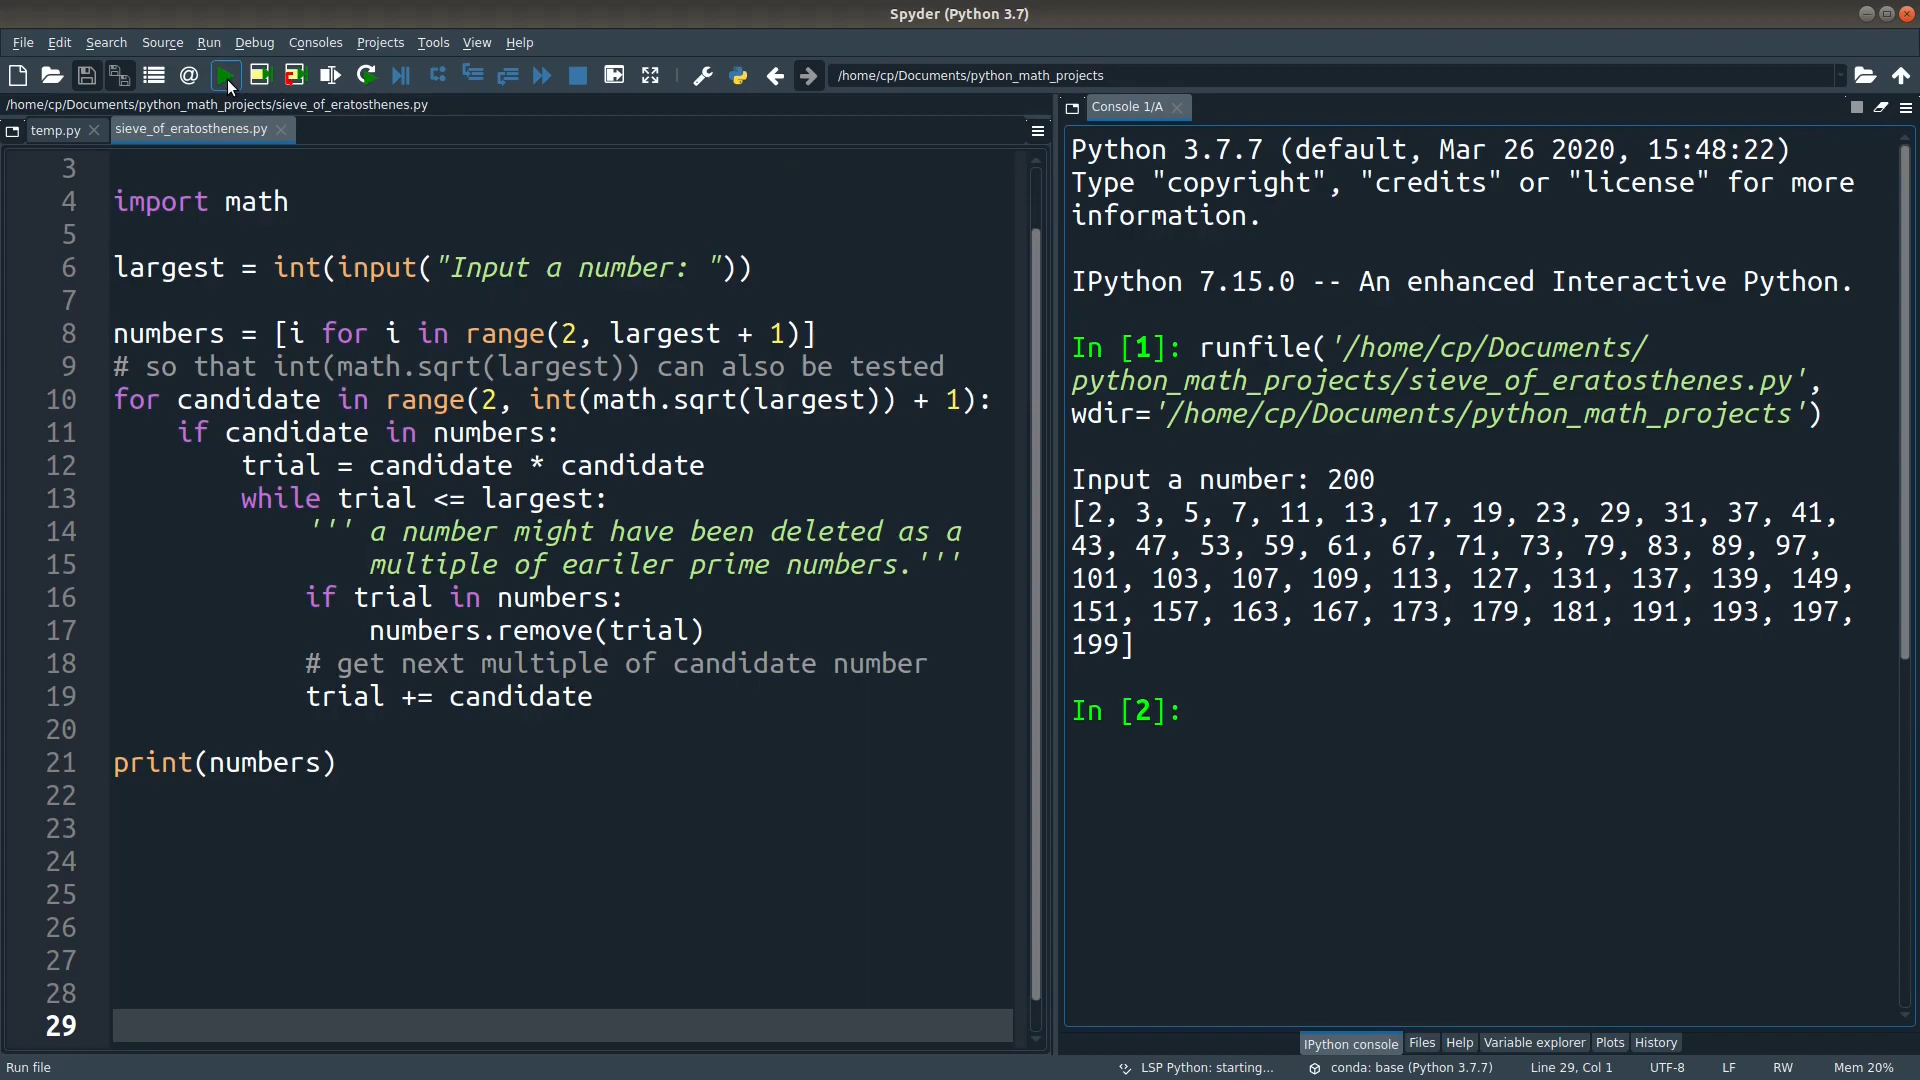 Spyder (Python 3.7)
File Edit Search Source Run Debug Consoles Projects Tools View Help
@ /home/cp/Documents/python_math_projects
/home/cp/Documents/python_math_projects/sieve_of_eratosthenes.py
temp.py sieve_of_eratosthenes.py
3
4 import math
5
6 largest = int(input("Input a number: "))
7
8 numbers = [i for i in range(2, largest + 1)]
9 # so that int(math.sqrt(largest)) can also be tested
10 for candidate in range(2, int(math.sqrt(largest)) + 1):
11 if candidate in numbers:
12 trial = candidate * candidate
13 while trial <= largest:
14 ''' a number might have been deleted as a
15 multiple of eariler prime numbers.'''
16 if trial in numbers:
17 numbers.remove(trial)
18 # get next multiple of candidate number
19 trial += candidate
20
21 print(numbers)
22
23
24
25
26
27
28
29
Console 1/A
Python 3.7.7 (default, Mar 26 2020, 15:48:22)
Type "copyright", "credits" or "license" for more
information.
IPython 7.15.0 -- An enhanced Interactive Python.
In [1]: runfile('/home/cp/Documents/
python_math_projects/sieve_of_eratosthenes.py',
wdir='/home/cp/Documents/python_math_projects')
Input a number: 200
[2, 3, 5, 7, 11, 13, 17, 19, 23, 29, 31, 37, 41,
43, 47, 53, 59, 61, 67, 71, 73, 79, 83, 89, 97,
101, 103, 107, 109, 113, 127, 131, 137, 139, 149,
151, 157, 163, 167, 173, 179, 181, 191, 193, 197,
199]
In [2]:
IPython console Files Help Variable explorer Plots History
Run file LSP Python: starting... conda: base (Python 3.7.7) Line 29, Col 1 UTF-8 LF RW Mem 20%